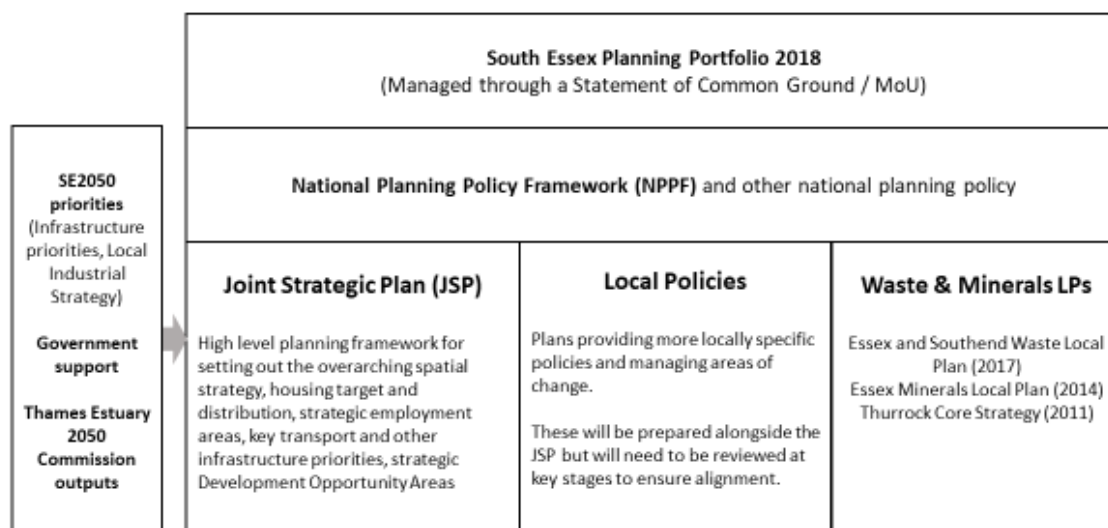 South Essex Planning Portfolio 2018
(Managed through a Statement of Common Ground / MoU)
SE2050
priorities
(Infrastructure
priorities, Local
Industrial
Strategy)
Government
support
Thames Estuary
2050
Commission
outputs
National Planning Policy Framework (NPPF) and other national planning policy
Joint Strategic Plan (JSP)
High level planning framework for
setting out the overarching spatial
strategy, housing target and
distribution, strategic employment
areas, key transport and other
infrastructure priorities, strategic
Development Opportunity Areas
Local Policies
Plans providing more locally specific
policies and managing areas of
change.
These will be prepared alongside the
JSP but will need to be reviewed at
key stages to ensure alignment.
Waste & Minerals LPs
Essex and Southend Waste Local
Plan (2017)
Essex Minerals Local Plan (2014)
Thurrock Core Strategy (2011)